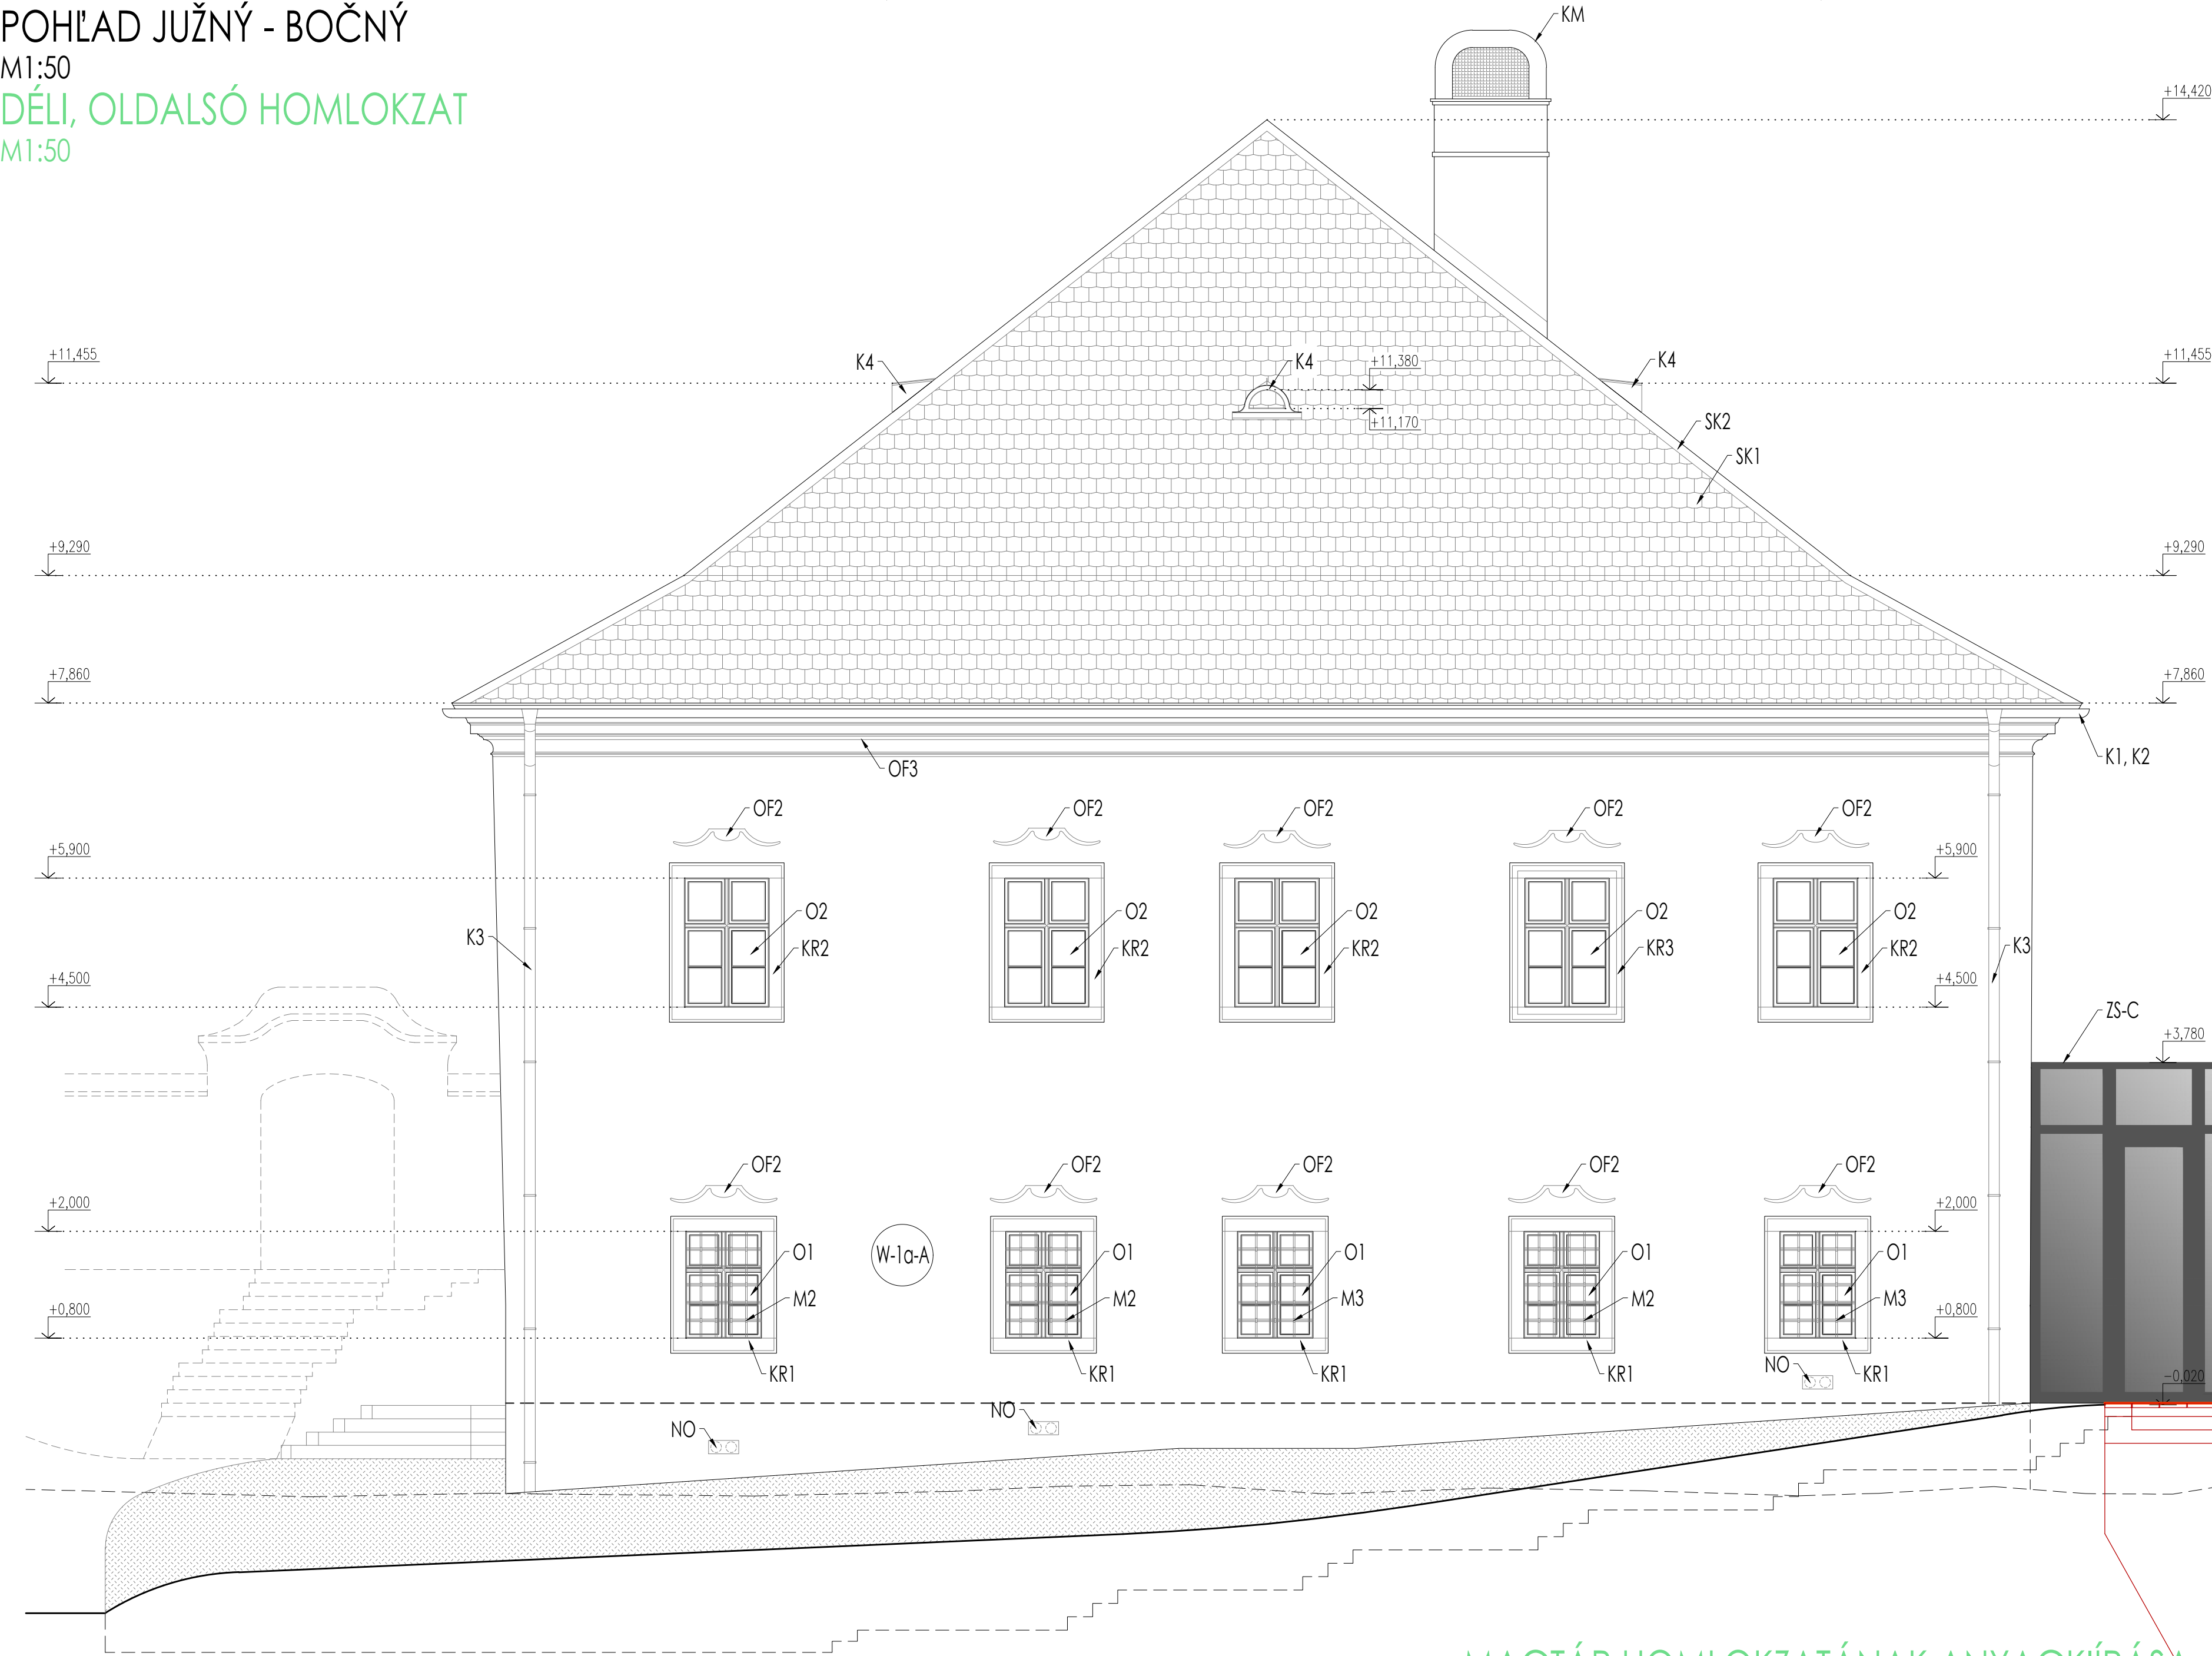 POHĽAD JUŽNÝ - BOČNÝ
M1:50
DÉLI, OLDALSÓ HOMLOKZAT
M1:50
KM
+14,420
+11,455
K4
K4
+11,380
+11,170
K4
+11,455
SK2
SK1
+9,290
+9,290
+7,860
+7,860
OF3
K1, K2
OF2
OF2
OF2
OF2
OF2
+5,900
+5,900
O2
O2
O2
O2
O2
K3
KR2
KR2
KR2
KR3
KR2
K3
+4,500
+4,500
ZS-C
+3,780
OF2
OF2
OF2
OF2
OF2
+2,000
+2,000
W-1a-A
O1
O1
O1
O1
O1
M2
M2
M3
M2
M3
+0,800
+0,800
KR1
KR1
KR1
KR1
NO
KR1
-0,020
NO
NO